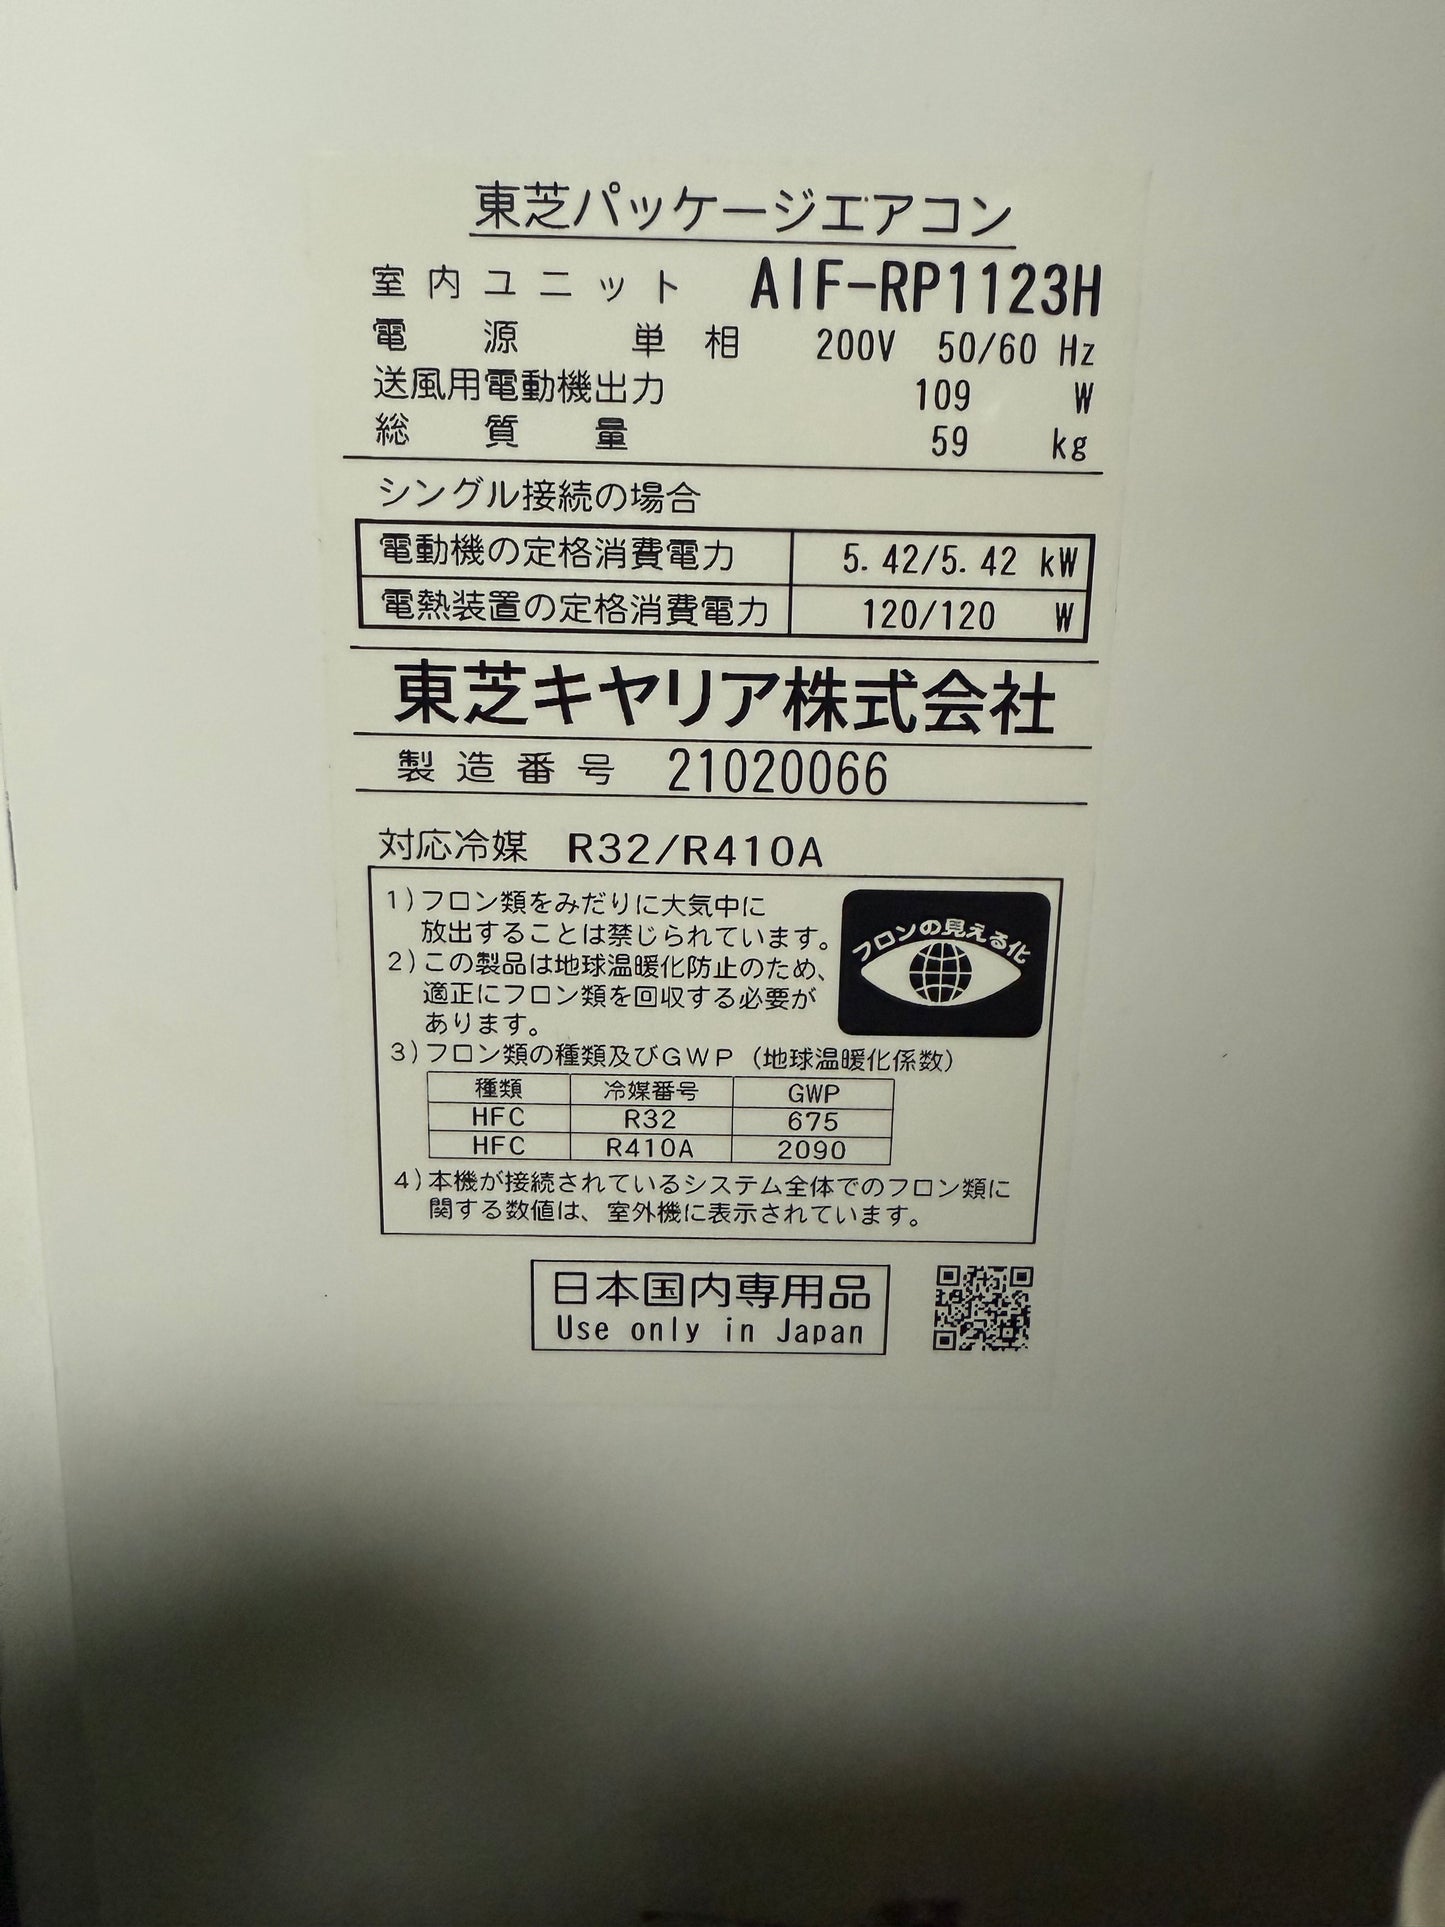 東芝パッケージエアコン
室内ユニット AIF-RP1123H
電源 単相 200V 50/60 Hz
送風用電動機出力 109 W
総質量 59 kg
シングル接続の場合
電動機の定格消費電力 5.42/5.42 kW
電熱装置の定格消費電力 120/120 W
東芝キヤリア株式会社
製造番号 21020066
対応冷媒 R32/R410A
1)フロン類をみだりに大気中に
放出することは禁じられています。
2)この製品は地球温暖化防止のため、
適正にフロン類を回収する必要が
あります。
フロンの見える化
3)フロン類の種類及びGWP(地球温暖化係数)
種類 冷媒番号 GWP
HFC R32 675
HFC R410A 2090
4)本機が接続されているシステム全体でのフロン類に
関する数値は、室外機に表示されています。
日本国内専用品
Use only in Japan